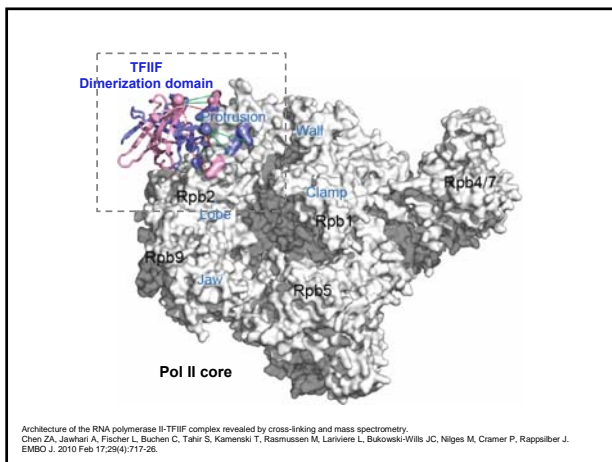 TFIIF
Dimerization domain
Protrusion
Wall
Rpb4/7
Rpb2
Clamp
Lobe
Rpb1
Rpb9
Jaw
Rpb5
Pol II core
Architecture of the RNA polymerase II-TFIIF complex revealed by cross-linking and mass spectrometry.
Chen ZA, Jawhari A, Fischer L, Buchen C, Tahir S, Kamenski T, Rasmussen M, Lariviere L, Bukowski-Wills JC, Nilges M, Cramer P, Rappsilber J.
EMBO J. 2010 Feb 17;29(4):717-26.